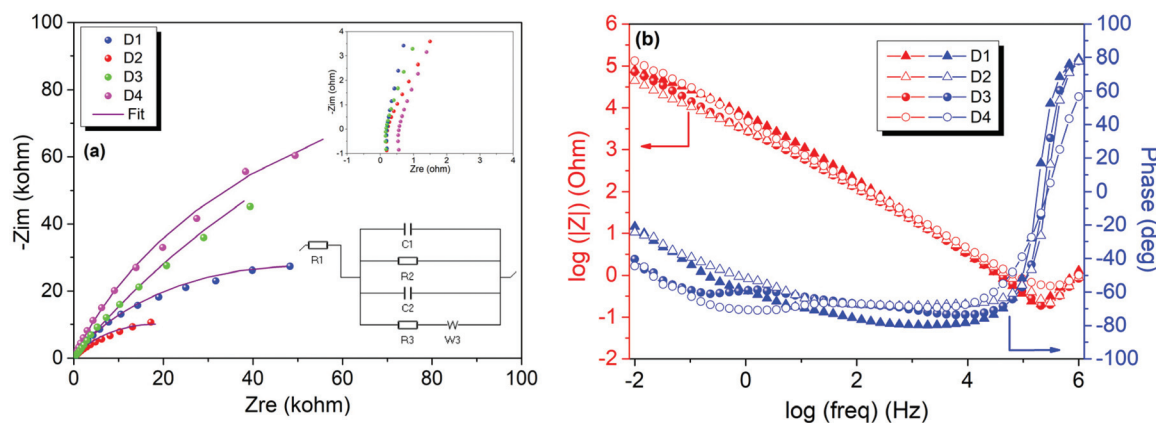 100
80
60
40
20
0
-Zim (kohm)
D1
D2
D3
D4
Fit
(a)
4
3
2
1
0
-1
-Zim (ohm)
0 1 2 3 4
Zre (ohm)
R1
C1
R2
C2
R3 W3
0 20 40 60 80 100
Zre (kohm)
(b)
6
5
4
3
2
1
0
-1
-2
log (|Z|) (Ohm)
D1
D2
D3
D4
100
80
60
40
20
0
-20
-40
-60
-80
-100
Phase (deg)
-2 0 2 4 6
log (freq) (Hz)